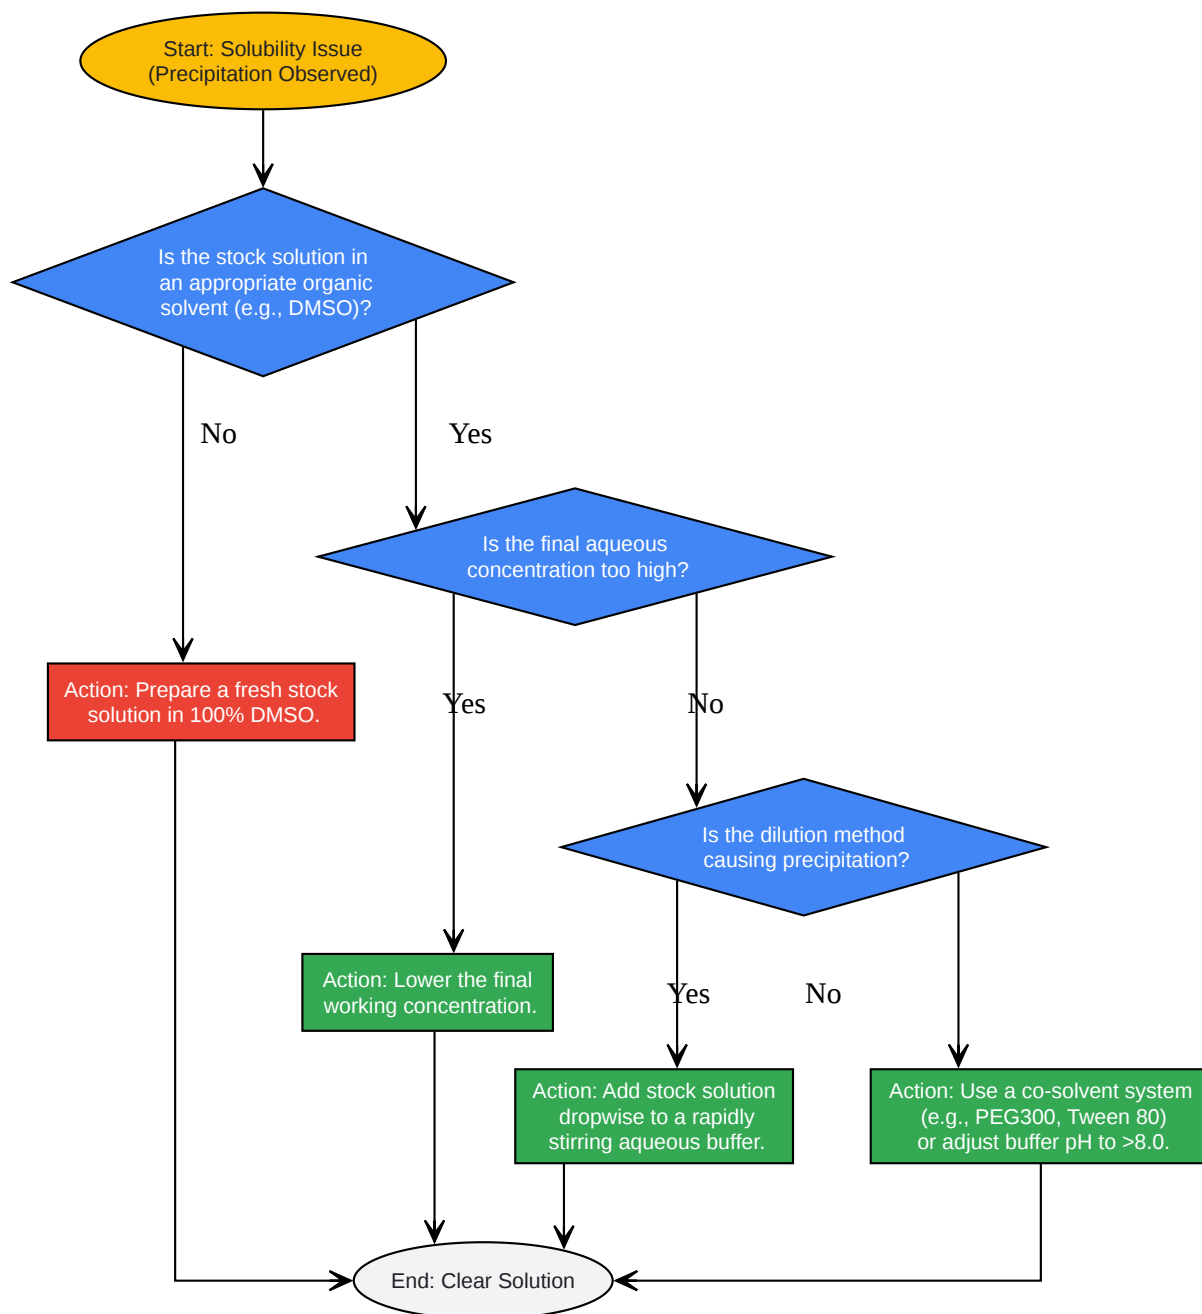 Start: Solubility Issue
(Precipitation Observed)
Is the stock solution in
an appropriate organic
solvent (e.g., DMSO)?
No
Yes
Is the final aqueous
concentration too high?
Action: Prepare a fresh stock
solution in 100% DMSO.
Yes
No
Is the dilution method
causing precipitation?
Action: Lower the final
working concentration.
Yes
No
Action: Add stock solution
dropwise to a rapidly
stirring aqueous buffer.
Action: Use a co-solvent system
(e.g., PEG300, Tween 80)
or adjust buffer pH to >8.0.
End: Clear Solution